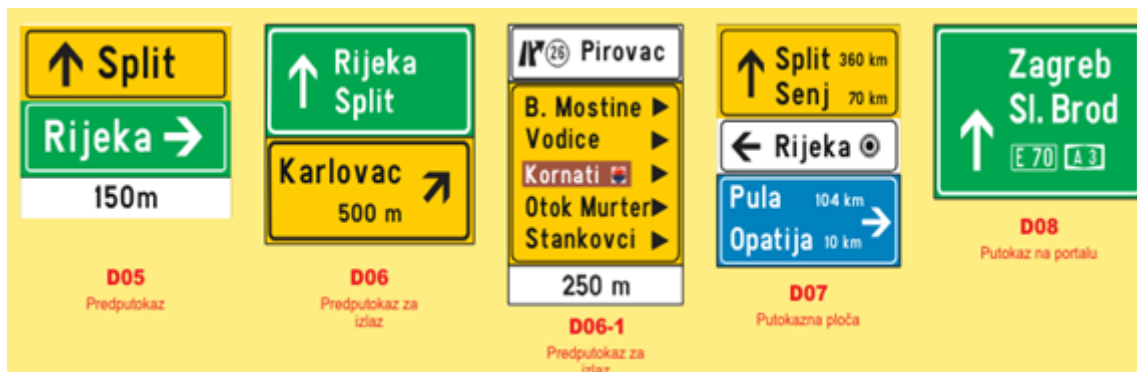 Split
Rijeka
150m
D05
Predputokaz
Rijeka
Split
Karlovac
500 m
D06
Predputokaz za
izlaz
26 Pirovac
B. Mostine
Vodice
Kornati
Otok Murter
Stankovci
250 m
D06-1
Predputokaz za
izlaz
Split 360 km
Senj 70 km
Rijeka
Pula 104 km
Opatija 10 km
D07
Putokazna ploča
Zagreb
Sl. Brod
E 70 A 3
D08
Putokaz na portalu